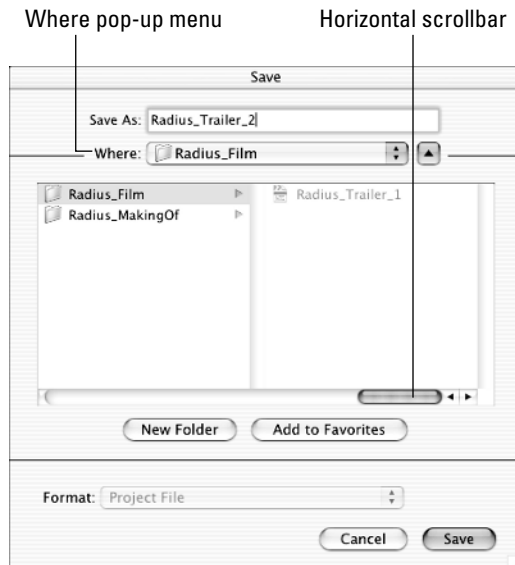 Where pop-up menu Horizontal scrollbar
Save
Save As: Radius_Trailer_2
Where: Radius_Film
Radius_Film Radius_Trailer_1
Radius_MakingOf
New Folder Add to Favorites
Format: Project File
Cancel Save